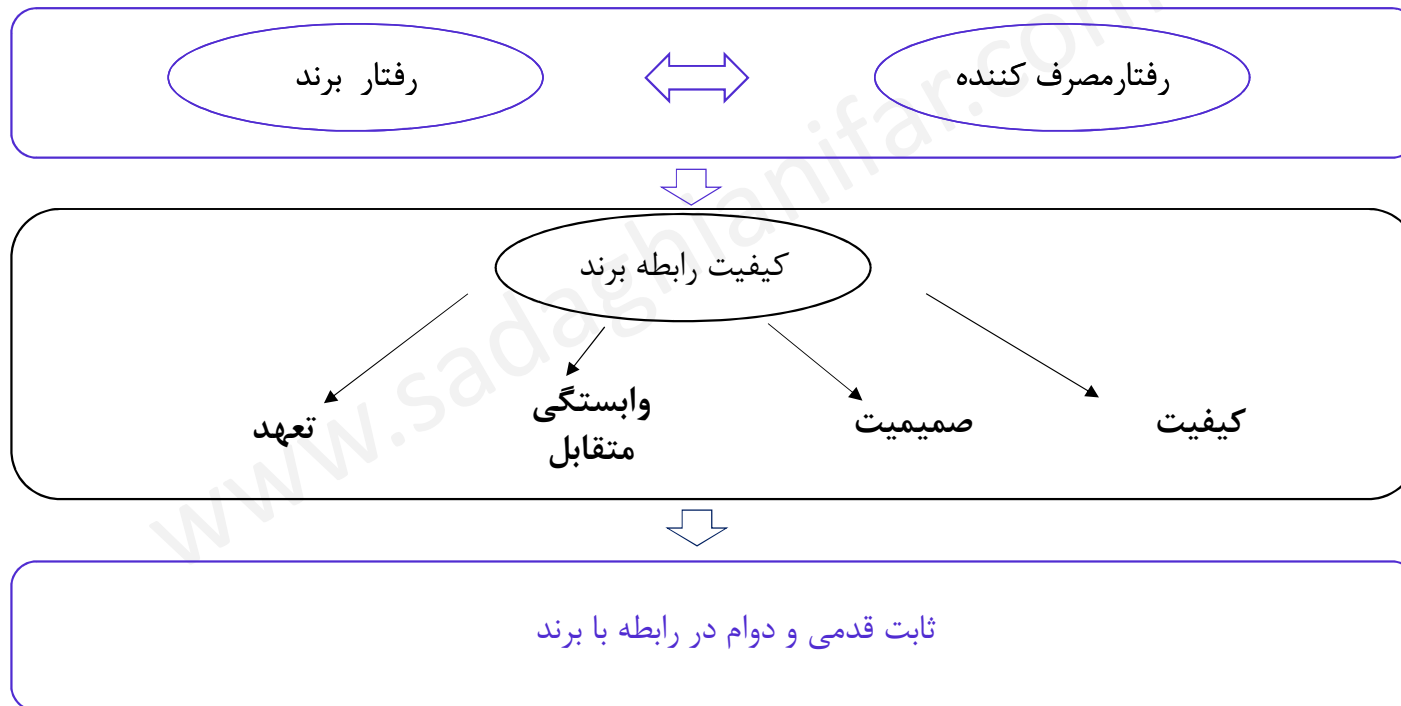 رفتارمصرف کننده
رفتار برند
کیفیت رابطه برند
کیفیت
صمیمیت
وابستگی
متقابل
تعهد
ثابت قدمی و دوام در رابطه با برند
www.sadaghianifar.com